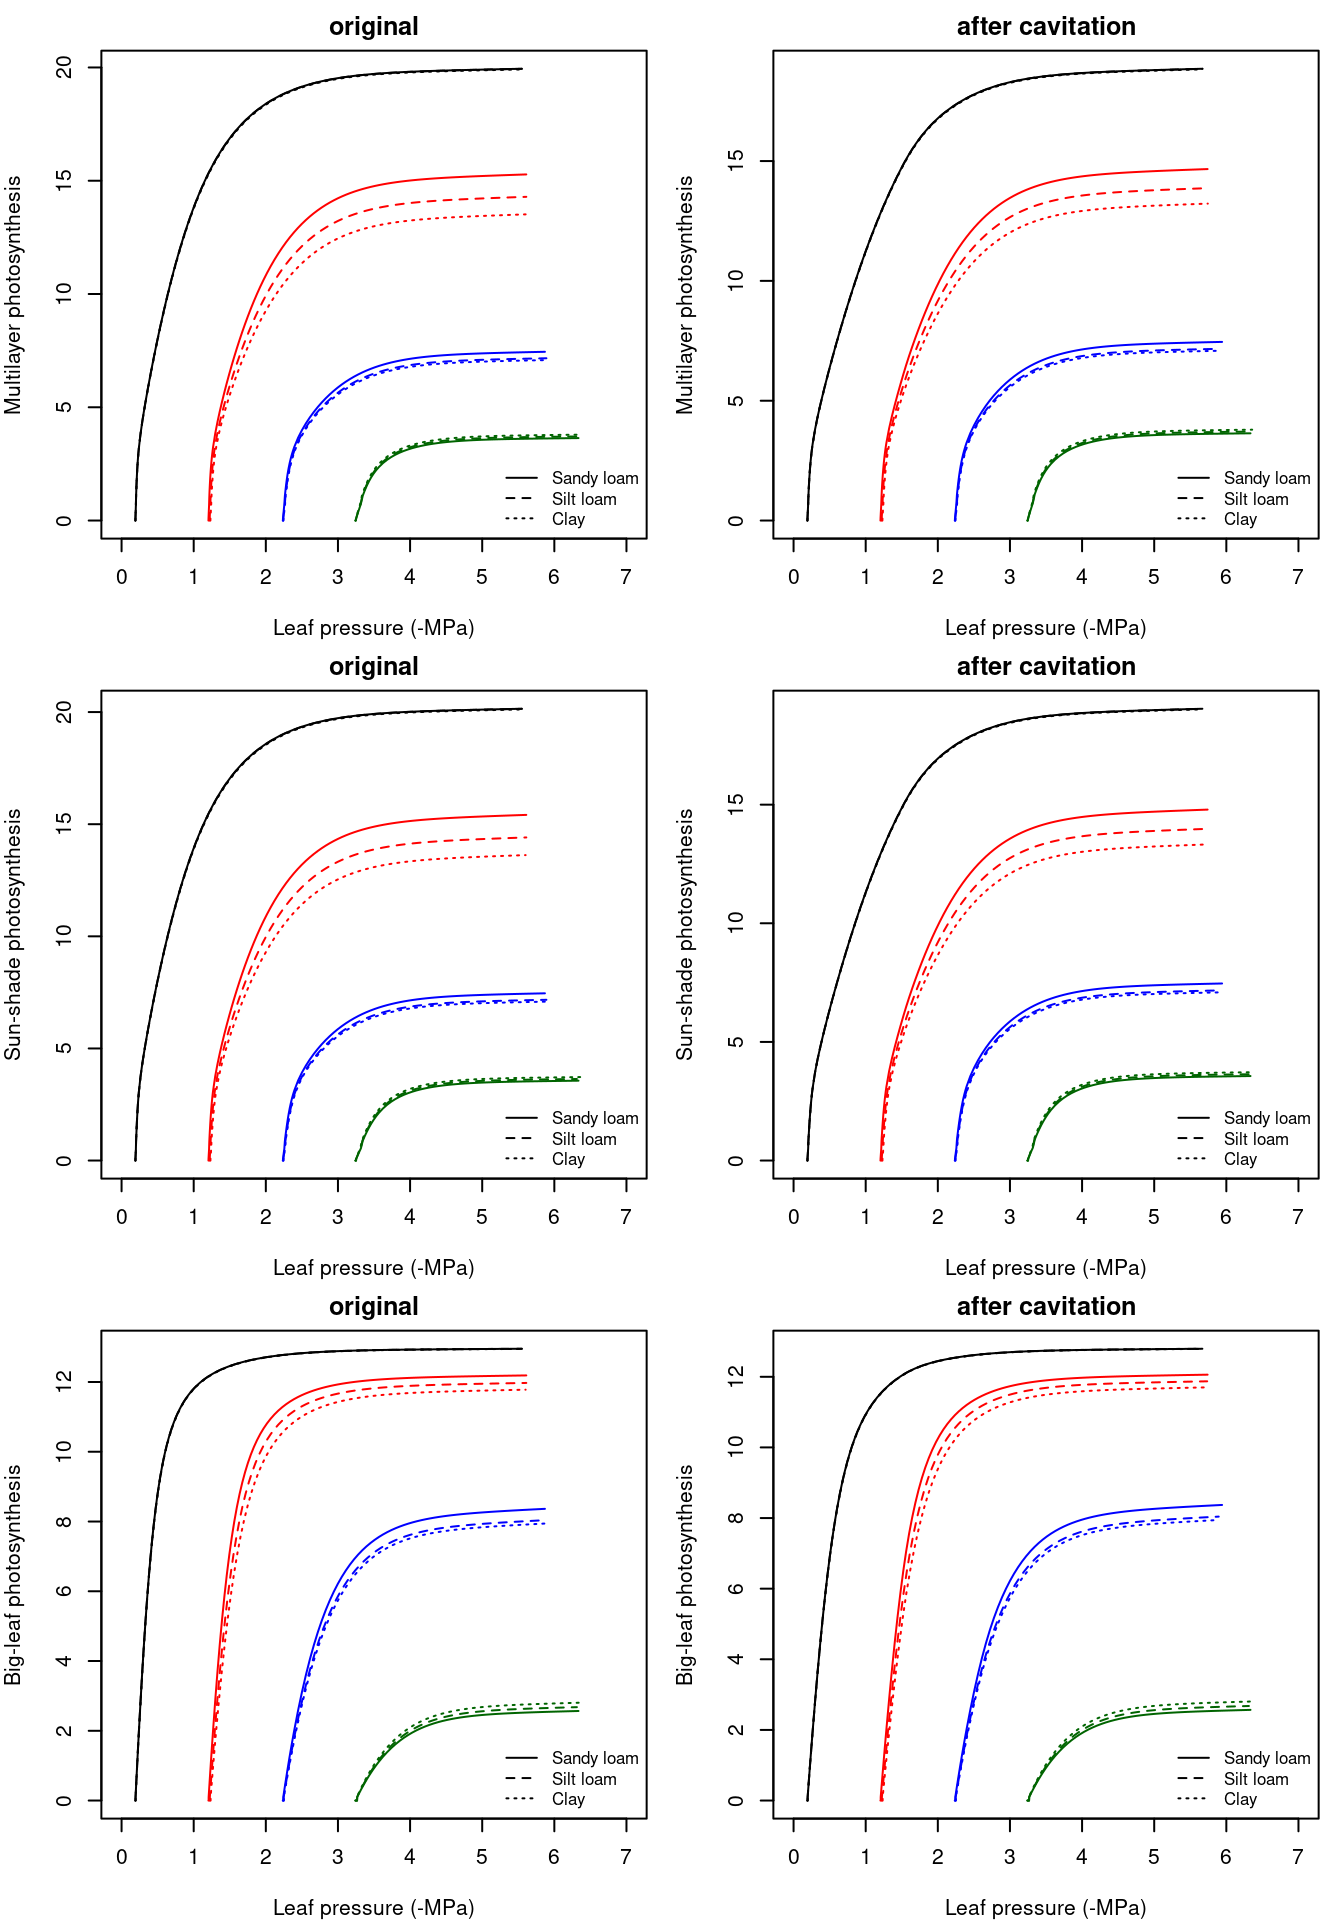 original
after cavitation
Multilayer photosynthesis
0 5 10 15 20
Sandy loam
Silt loam
Clay
0 1 2 3 4 5 6 7
Leaf pressure (-MPa)
Multilayer photosynthesis
0 5 10 15
Sandy loam
Silt loam
Clay
0 1 2 3 4 5 6 7
Leaf pressure (-MPa)
original
after cavitation
Sun-shade photosynthesis
0 5 10 15 20
Sandy loam
Silt loam
Clay
0 1 2 3 4 5 6 7
Leaf pressure (-MPa)
Sun-shade photosynthesis
0 5 10 15
Sandy loam
Silt loam
Clay
0 1 2 3 4 5 6 7
Leaf pressure (-MPa)
original
after cavitation
Big-leaf photosynthesis
0 2 4 6 8 10 12
Sandy loam
Silt loam
Clay
0 1 2 3 4 5 6 7
Leaf pressure (-MPa)
Big-leaf photosynthesis
0 2 4 6 8 10 12
Sandy loam
Silt loam
Clay
0 1 2 3 4 5 6 7
Leaf pressure (-MPa)